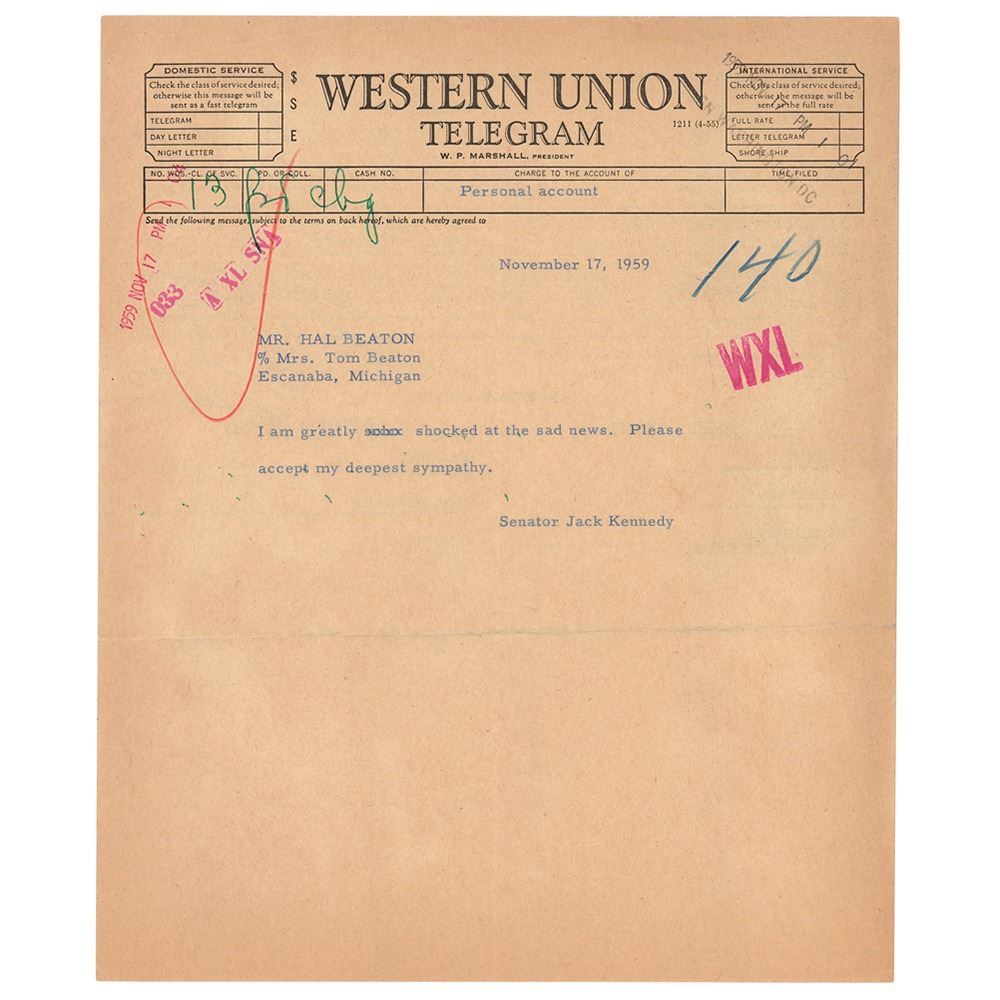 DOMESTIC SERVICE
Check the class of service desired;
otherwise this message will be
sent as a fast telegram
TELEGRAM
DAY LETTER
NIGHT LETTER
$
S
E
WESTERN UNION
TELEGRAM
W. P. MARSHALL, PRESIDENT
1211 (4-55)
INTERNATIONAL SERVICE
Check the class of service desired;
otherwise the message will be
sent at the full rate
FULL RATE
LETTER TELEGRAM
SHORE-SHIP
NO. WDS.-CL. OF SVC. PD. OR COLL. CASH NO. CHARGE TO THE ACCOUNT OF TIME FILED
13
Personal account
Send the following message, subject to the terms on back hereof, which are hereby agreed to
1959 NOV 17 PM
033
A XL SNA
November 17, 1959
140
MR. HAL BEATON
% Mrs. Tom Beaton
Escanaba, Michigan
WXL
I am greatly shocked at the sad news. Please
accept my deepest sympathy.
Senator Jack Kennedy